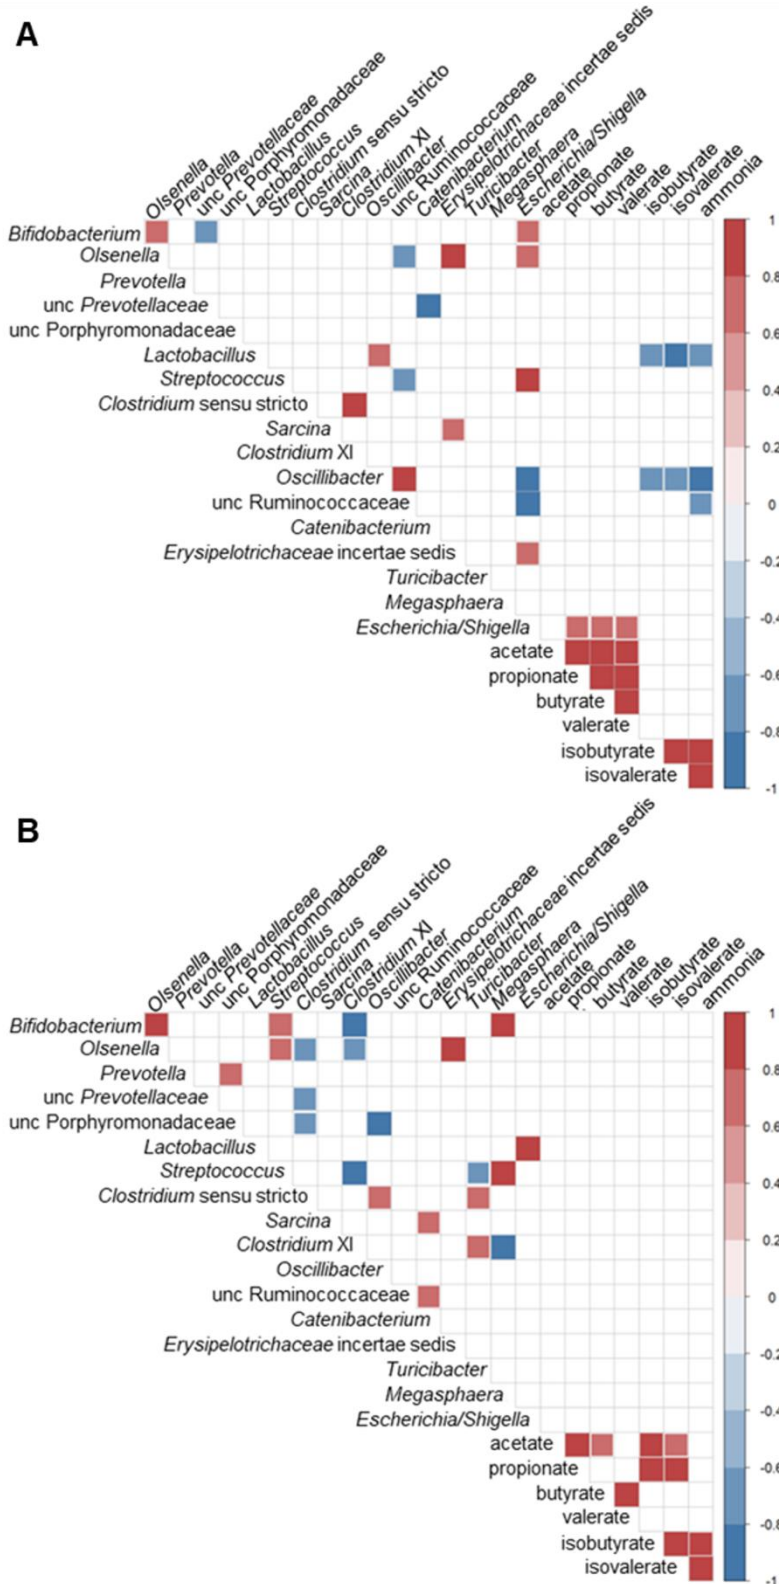 A
Olsenella
Prevotella
unc Prevotellaceae
unc Porphyromonadaceae
Lactobacillus
Streptococcus
Clostridium sensu stricto
Sarcina
Clostridium XI
Oscillibacter
unc Ruminococcaceae
Catenibacterium
Erysipelotrichaceae incertae sedis
Turicibacter
Megasphaera
Escherichia/Shigella
acetate
propionate
butyrate
valerate
isobutyrate
isovalerate
ammonia
Bifidobacterium
Olsenella
Prevotella
unc Prevotellaceae
unc Porphyromonadaceae
Lactobacillus
Streptococcus
Clostridium sensu stricto
Sarcina
Clostridium XI
Oscillibacter
unc Ruminococcaceae
Catenibacterium
Erysipelotrichaceae incertae sedis
Turicibacter
Megasphaera
Escherichia/Shigella
acetate
propionate
butyrate
valerate
isobutyrate
isovalerate
1
0.8
0.6
0.4
0.2
0
-0.2
-0.4
-0.6
-0.8
-1
B
Olsenella
Prevotella
unc Prevotellaceae
unc Porphyromonadaceae
Lactobacillus
Streptococcus
Clostridium sensu stricto
Sarcina
Clostridium XI
Oscillibacter
unc Ruminococcaceae
Catenibacterium
Erysipelotrichaceae incertae sedis
Turicibacter
Megasphaera
Escherichia/Shigella
acetate
propionate
butyrate
valerate
isobutyrate
isovalerate
ammonia
Bifidobacterium
Olsenella
Prevotella
unc Prevotellaceae
unc Porphyromonadaceae
Lactobacillus
Streptococcus
Clostridium sensu stricto
Sarcina
Clostridium XI
Oscillibacter
unc Ruminococcaceae
Catenibacterium
Erysipelotrichaceae incertae sedis
Turicibacter
Megasphaera
Escherichia/Shigella
acetate
propionate
butyrate
valerate
isobutyrate
isovalerate
1
0.8
0.6
0.4
0.2
0
-0.2
-0.4
-0.6
-0.8
-1